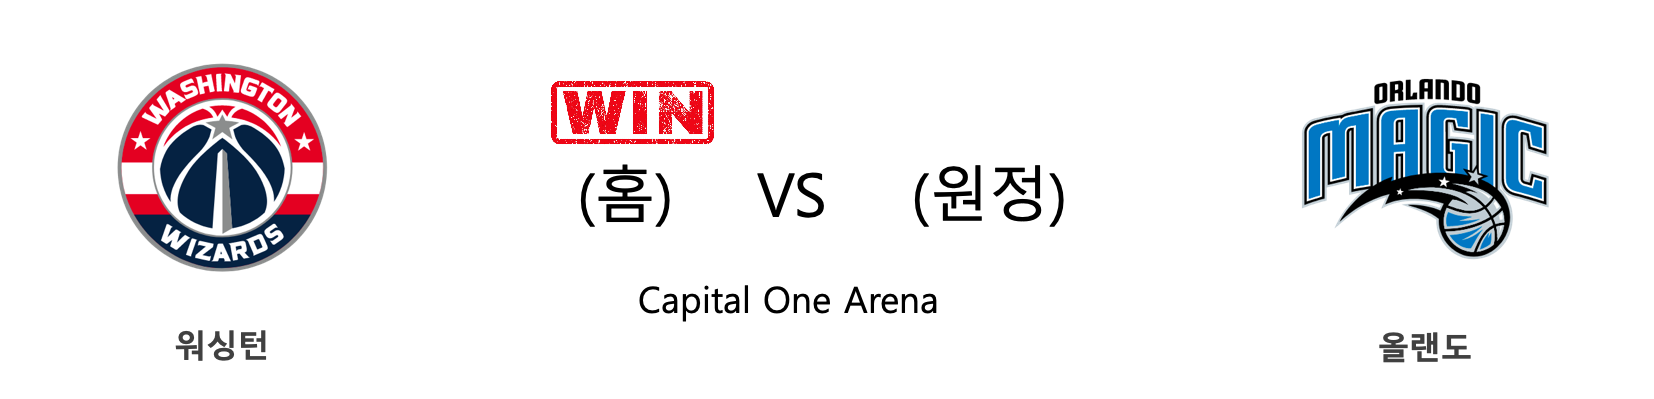 WASHINGTON
WIZARDS
워싱턴
WIN
(홈) VS (원정)
Capital One Arena
ORLANDO
MAGIC
올랜도